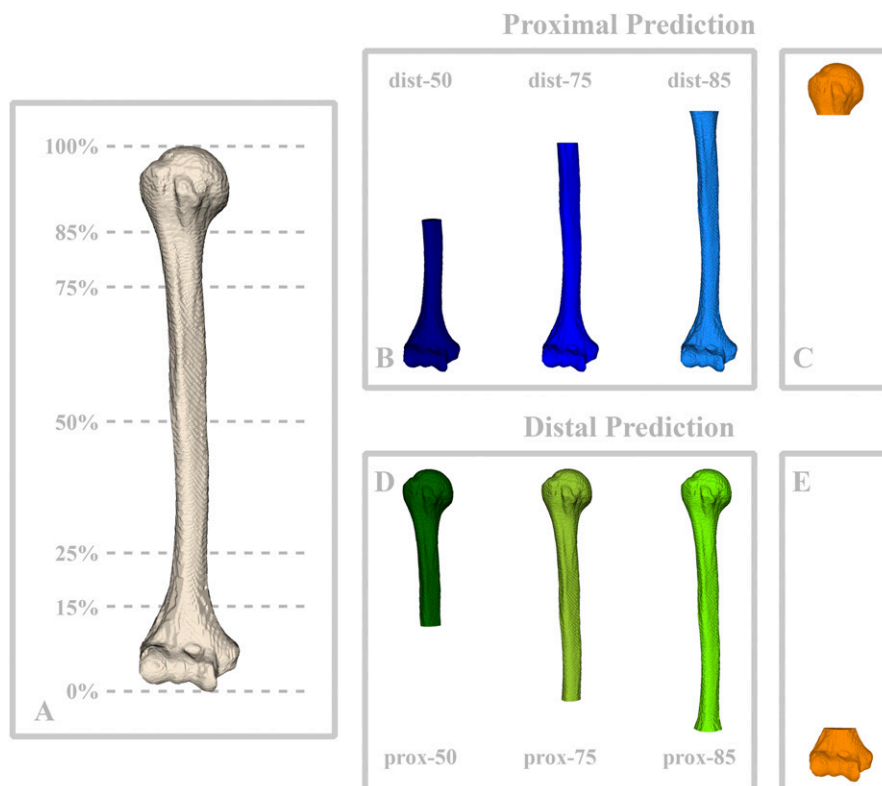 Proximal Prediction
dist-50 dist-75 dist-85
100%
85%
75%
50%
25%
15%
0%
A
B
C
Distal Prediction
D
E
prox-50 prox-75 prox-85